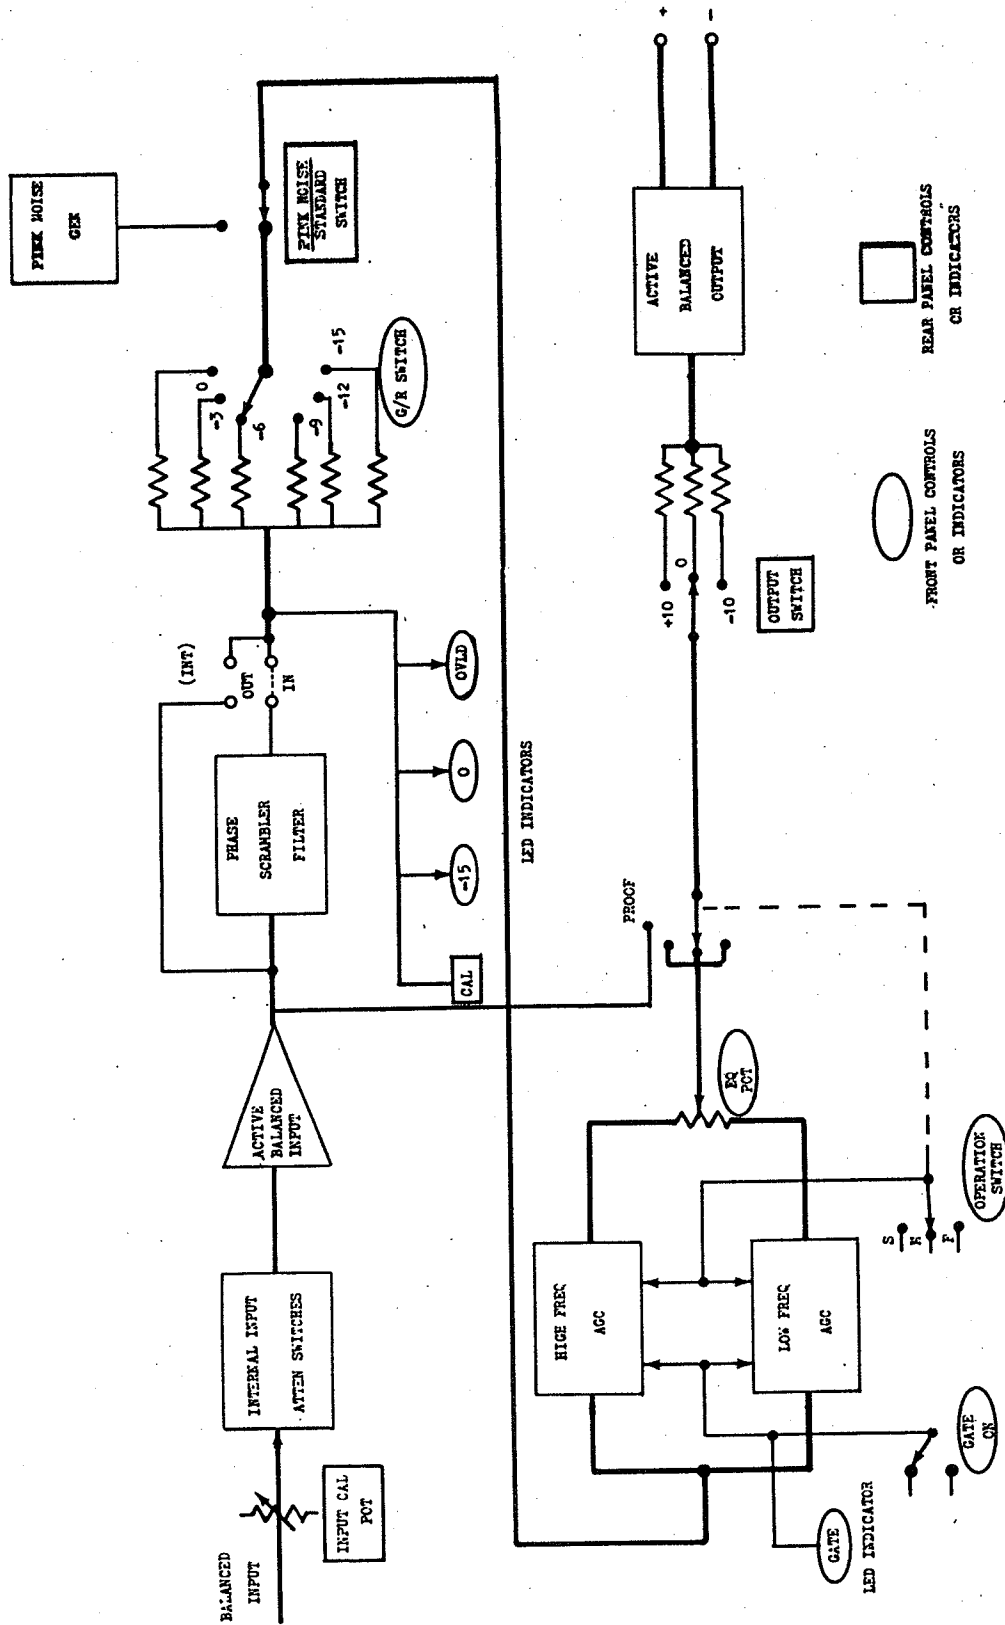 BALANCED
INPUT
INPUT CAL
POT
INTERNAL INPUT
ATTEN SWITCHES
ACTIVE
BALANCED
INPUT
PHASE
SCRAMBLER
FILTER
(INT)
OUT
IN
CAL
-15
0
OVLD
LED INDICATORS
0
-3
-6
-9
-12
-15
G/R SWITCH
PINK NOISE
GEN
PINK NOISE
STANDARD
SWITCH
GATE
LED INDICATOR
GATE
ON
HIGH FREQ
AGC
LOW FREQ
AGC
EQ
POT
S
M
F
OPERATION
SWITCH
PROOF
+10
0
-10
OUTPUT
SWITCH
ACTIVE
BALANCED
OUTPUT
+
-
FRONT PANEL CONTROLS
OR INDICATORS
REAR PANEL CONTROLS
OR INDICATORS